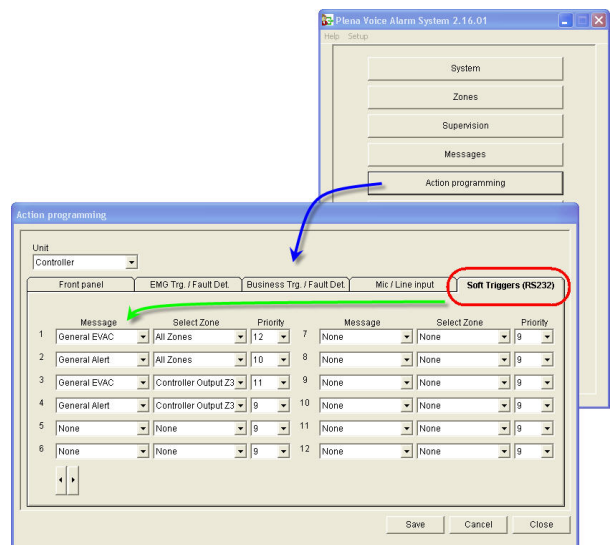 Plena Voice Alarm System 2.16.01
Help Setup
System
Zones
Supervision
Messages
Action programming
Action programming
Unit
Controller
Front panel
EMG Trg. / Fault Det.
Business Trg. / Fault Det.
Mic / Line input
Soft Triggers (RS232)
Message Select Zone Priority Message Select Zone Priority
1 General EVAC All Zones 12 7 None None 9
2 General Alert All Zones 10 8 None None 9
3 General EVAC Controller Output Z3 11 9 None None 9
4 General Alert Controller Output Z3 9 10 None None 9
5 None None 9 11 None None 9
6 None None 9 12 None None 9
Save Cancel Close